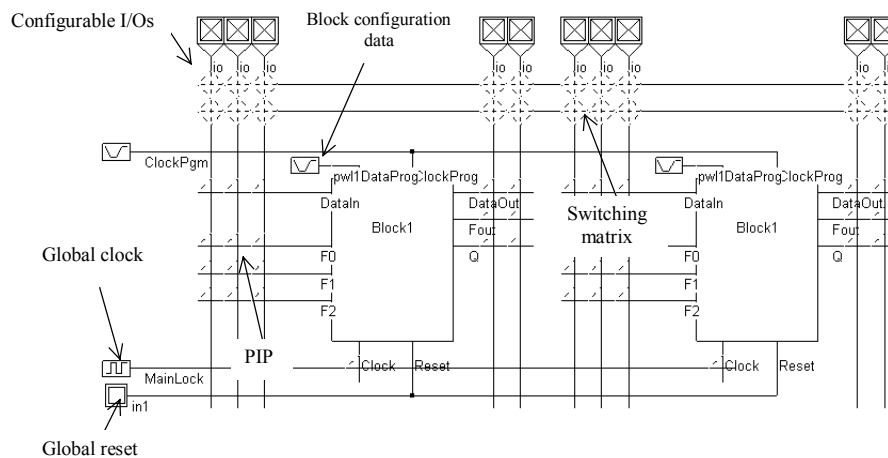 Configurable I/Os
Block configuration
data
io io io io io io io io io i
ClockPgm
pwl1DataProgClockProg pwl1DataProgClockProg
DataIn DataOut DataIn DataOut
Block1 Fout Block1 Fout
Switching
matrix
Global clock
F0 Q F0 Q
F1 F1
F2 F2
PIP
Clock Reset Clock Reset
MainLock
in1
Global reset